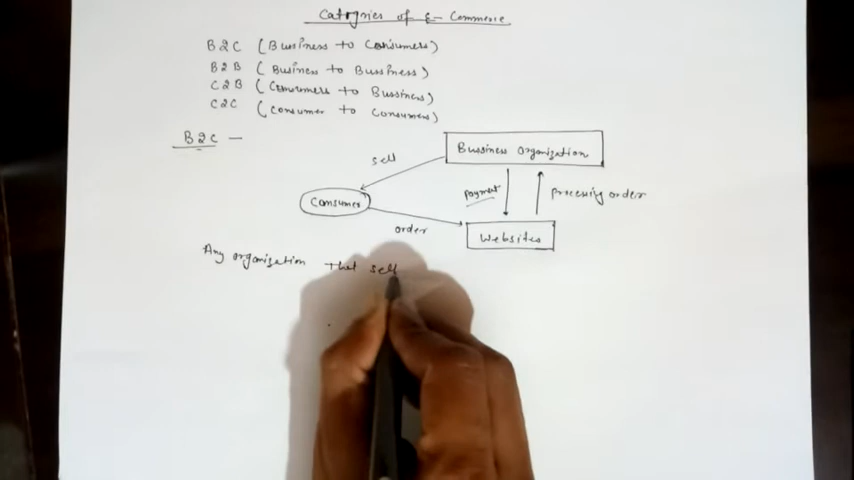 Catogries of E- Commerce
B2C (Bussiness to Consumers)
B2B (Business to Bussiness)
C2B (Consumers to Bussiness)
C2C (Consumer to Consumers)
B2C —
Bussiness Organization
sell
payment
processing order
Consumer
order
Websites
Any organization that sell